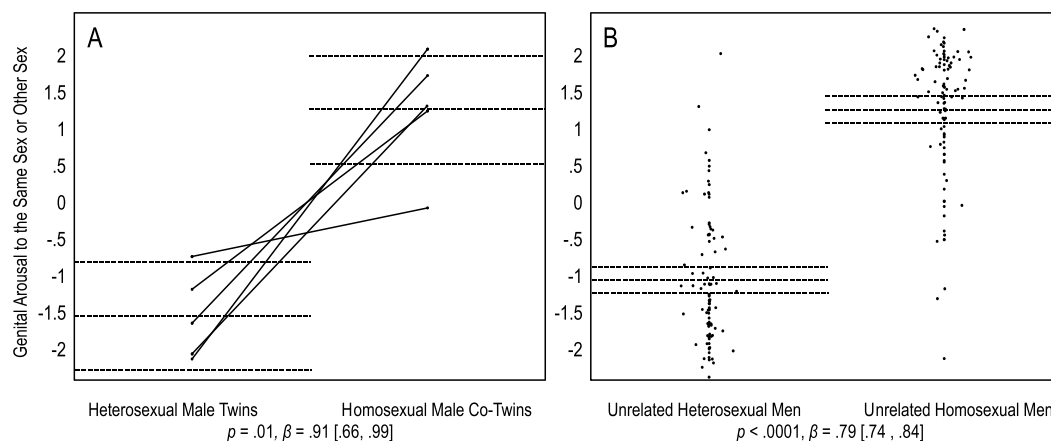 A
B
Genital Arousal to the Same Sex or Other Sex
2
1.5
1
.5
0
-.5
-1
-1.5
-2
2
1.5
1
.5
0
-.5
-1
-1.5
-2
Heterosexual Male Twins
Homosexual Male Co-Twins
p = .01, β = .91 [.66, .99]
Unrelated Heterosexual Men
Unrelated Homosexual Men
p < .0001, β = .79 [.74 , .84]